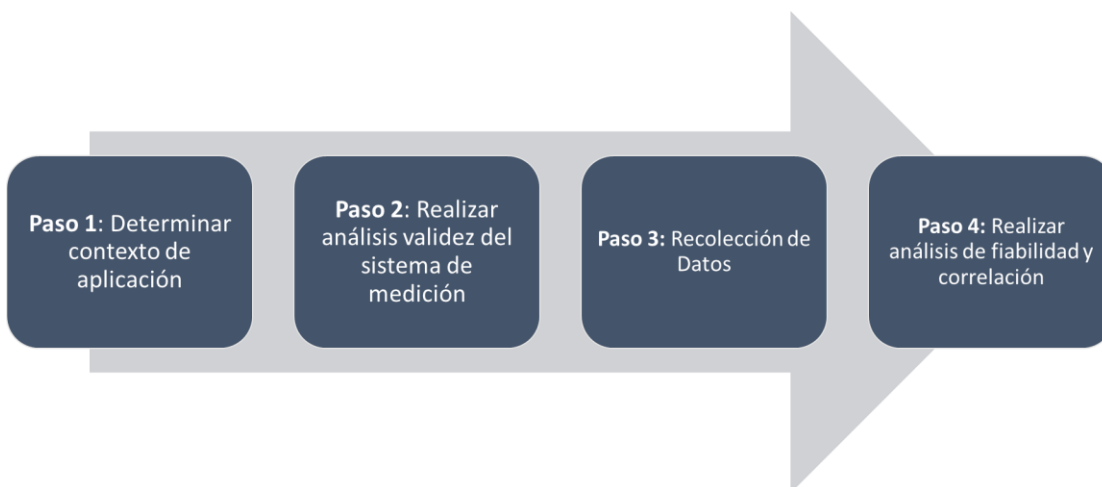 Paso 1: Determinar
contexto de
aplicación
Paso 2: Realizar
análisis validez del
sistema de
medición
Paso 3: Recolección de
Datos
Paso 4: Realizar
análisis de fiabilidad y
correlación